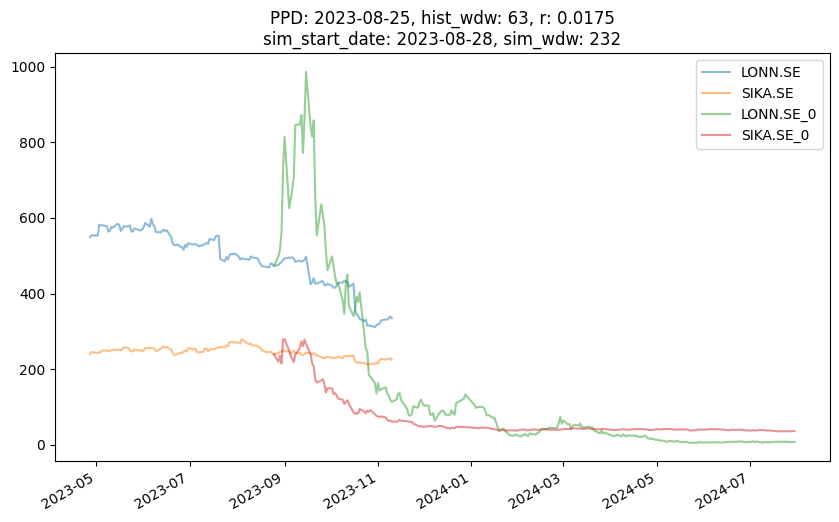 PPD: 2023-08-25, hist_wdw: 63, r: 0.0175
sim_start_date: 2023-08-28, sim_wdw: 232
LONN.SE
SIKA.SE
LONN.SE_0
SIKA.SE_0
1000
800
600
400
200
0
2023-05
2023-07
2023-09
2023-11
2024-01
2024-03
2024-05
2024-07